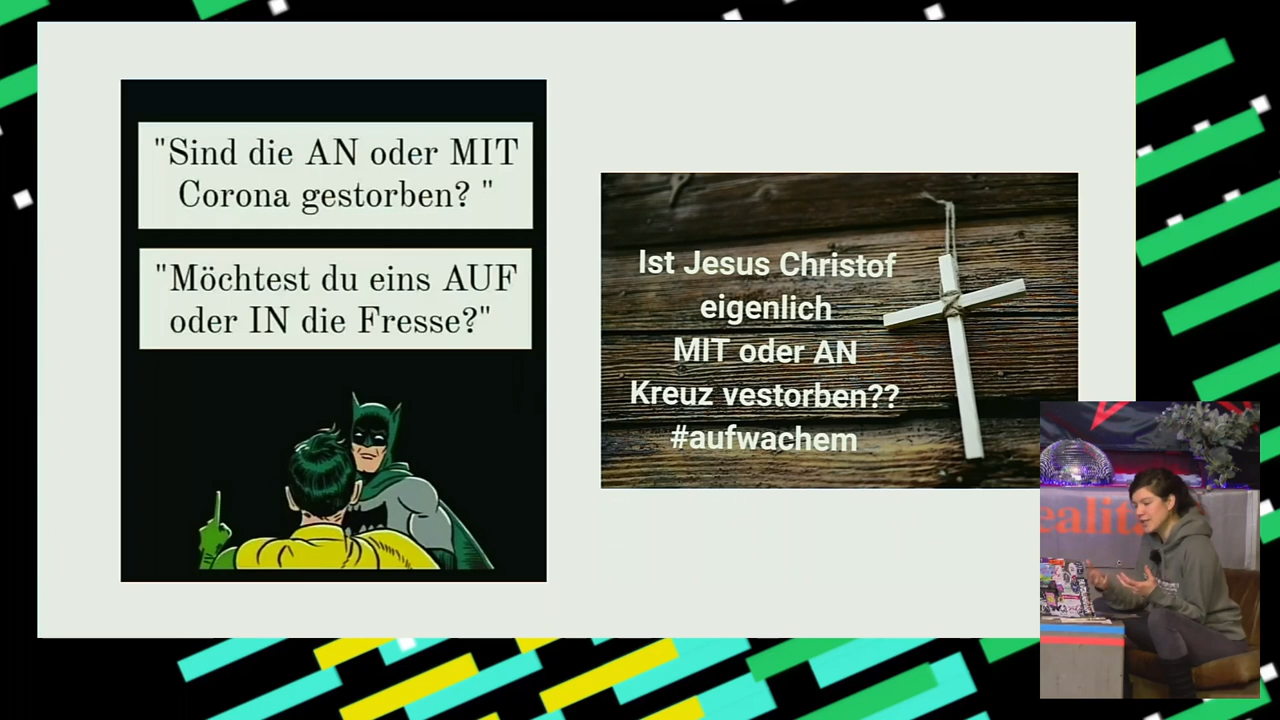 "Sind die AN oder MIT
Corona gestorben? "
"Möchtest du eins AUF
oder IN die Fresse?"
Ist Jesus Christof
eigenlich
MIT oder AN
Kreuz vestorben??
#aufwachem
ealit